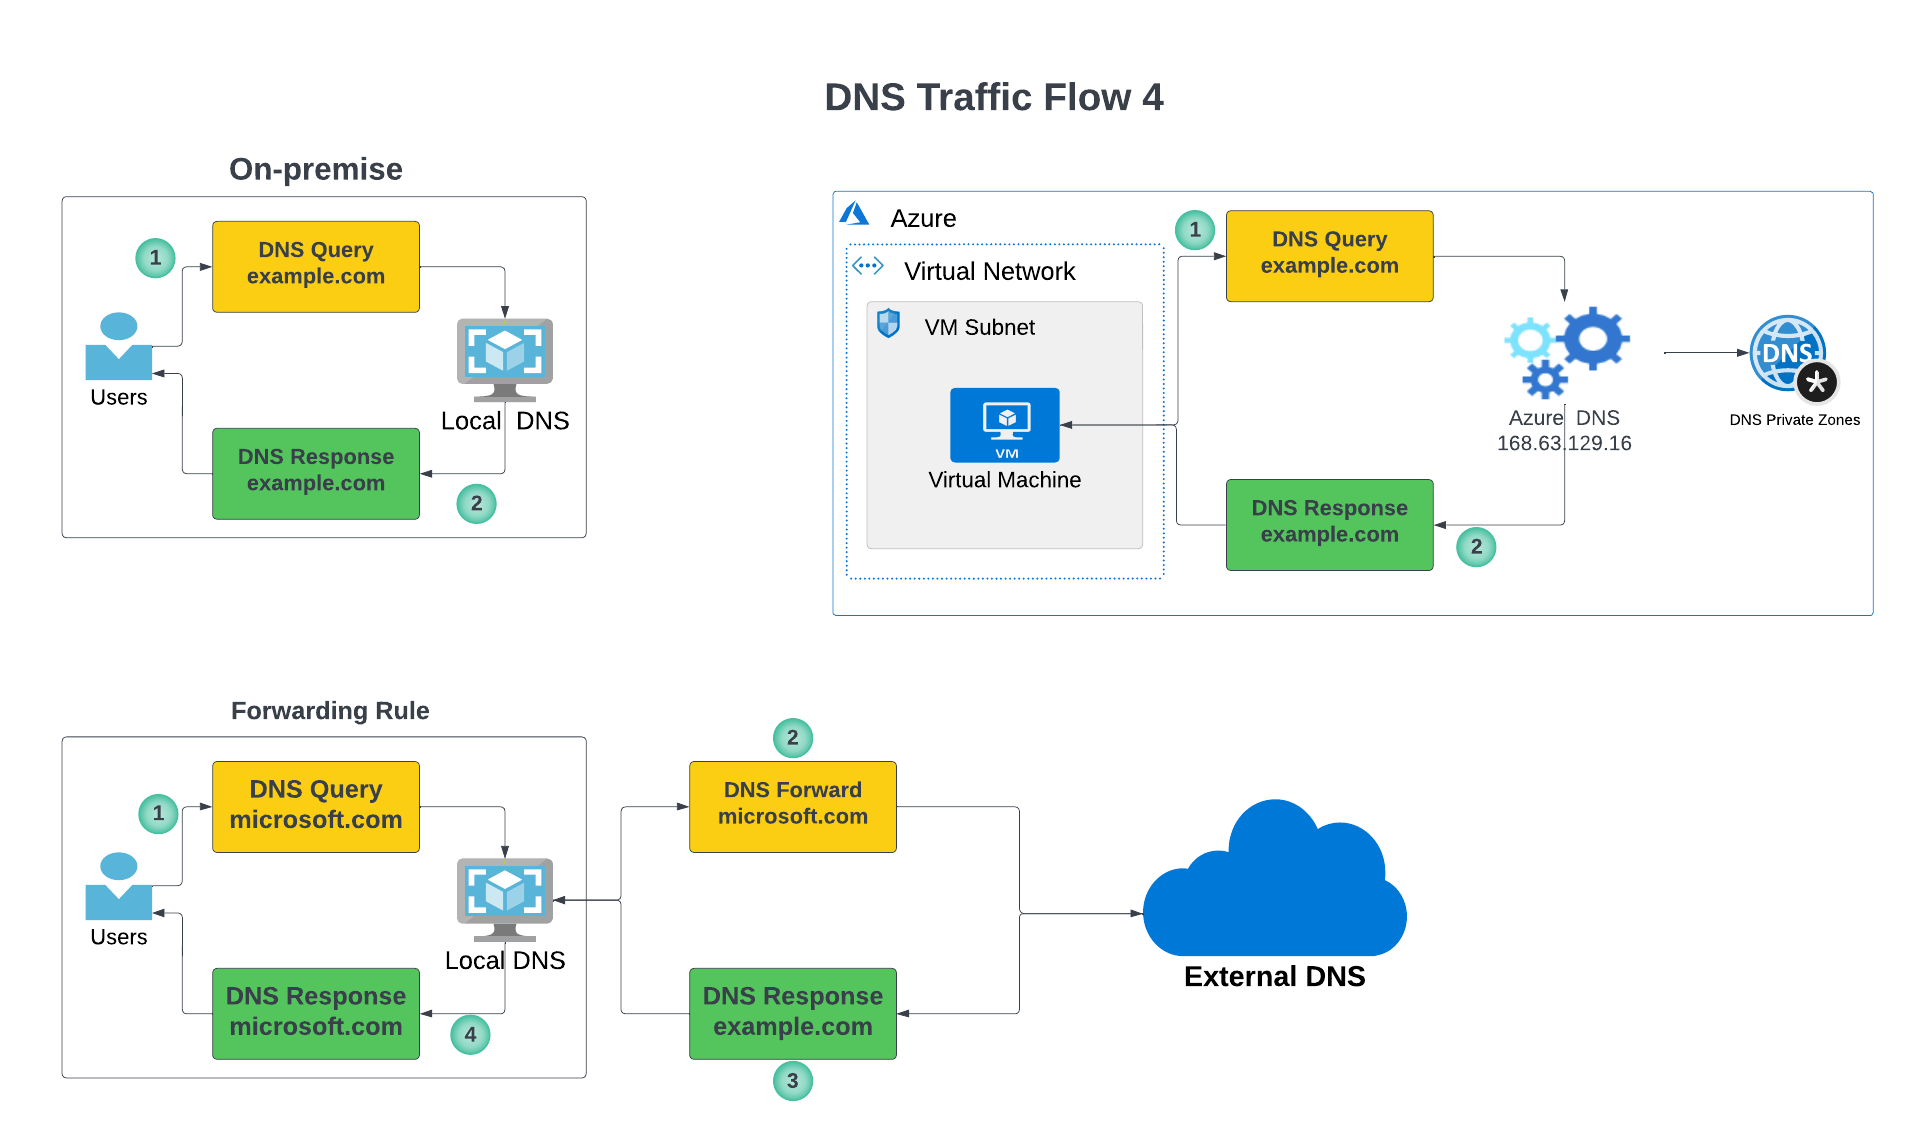 DNS Traffic Flow 4
On-premise
1
DNS Query
example.com
Users
Local DNS
DNS Response
example.com
2
Azure
Virtual Network
VM Subnet
VM
Virtual Machine
1
DNS Query
example.com
Azure DNS
168.63.129.16
DNS
DNS Private Zones
DNS Response
example.com
2
Forwarding Rule
1
DNS Query
microsoft.com
Users
Local DNS
DNS Response
microsoft.com
4
2
DNS Forward
microsoft.com
DNS Response
example.com
3
External DNS